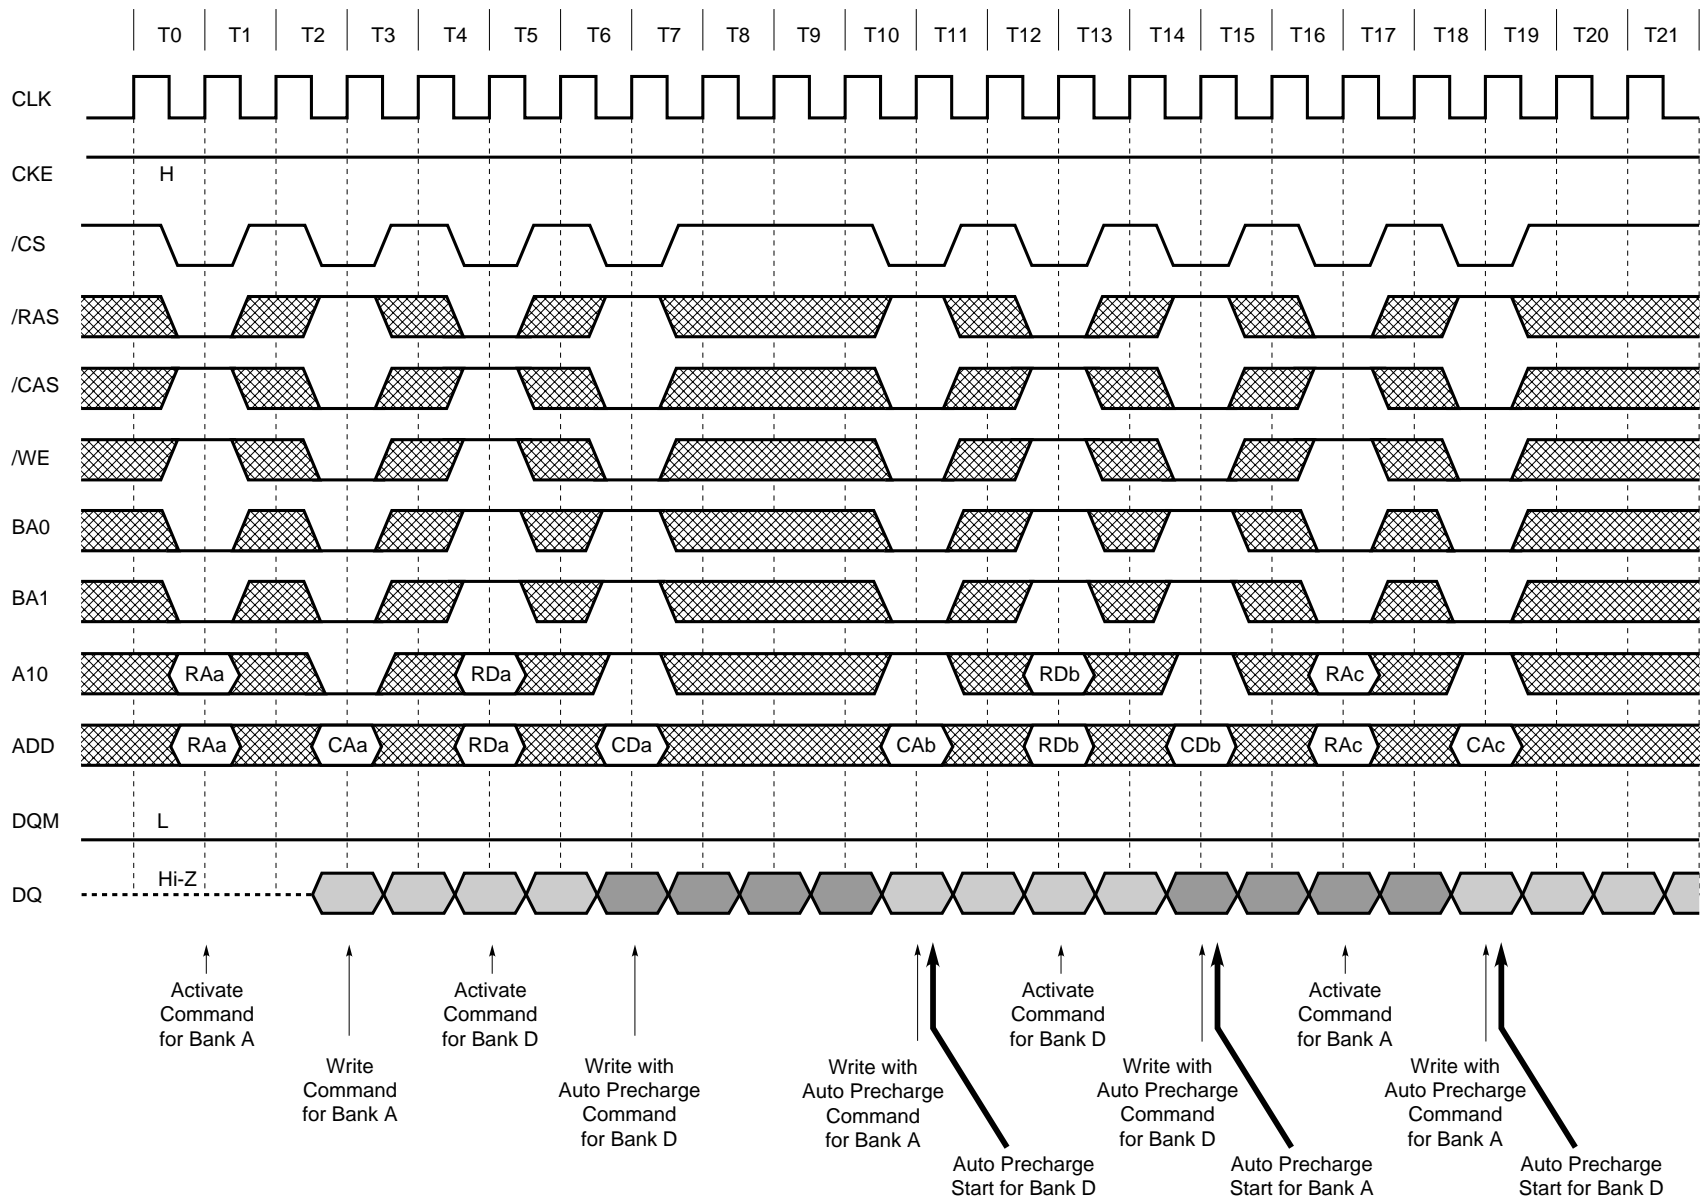 T0 T1 T2 T3 T4 T5 T6 T7 T8 T9 T10 T11 T12 T13 T14 T15 T16 T17 T18 T19 T20 T21
CLK
CKE H
/CS
/RAS
/CAS
/WE
BA0
BA1
A10 RAa RDa RDb RAc
ADD RAa CAa RDa CDa CAb RDb CDb RAc CAc
DQM L
DQ Hi-Z
Activate
Command
for Bank A
Write
Command
for Bank A
Activate
Command
for Bank D
Write with
Auto Precharge
Command
for Bank D
Write with
Auto Precharge
Command
for Bank A
Auto Precharge
Start for Bank D
Activate
Command
for Bank D
Write with
Auto Precharge
Command
for Bank D
Auto Precharge
Start for Bank A
Activate
Command
for Bank A
Write with
Auto Precharge
Command
for Bank A
Auto Precharge
Start for Bank D